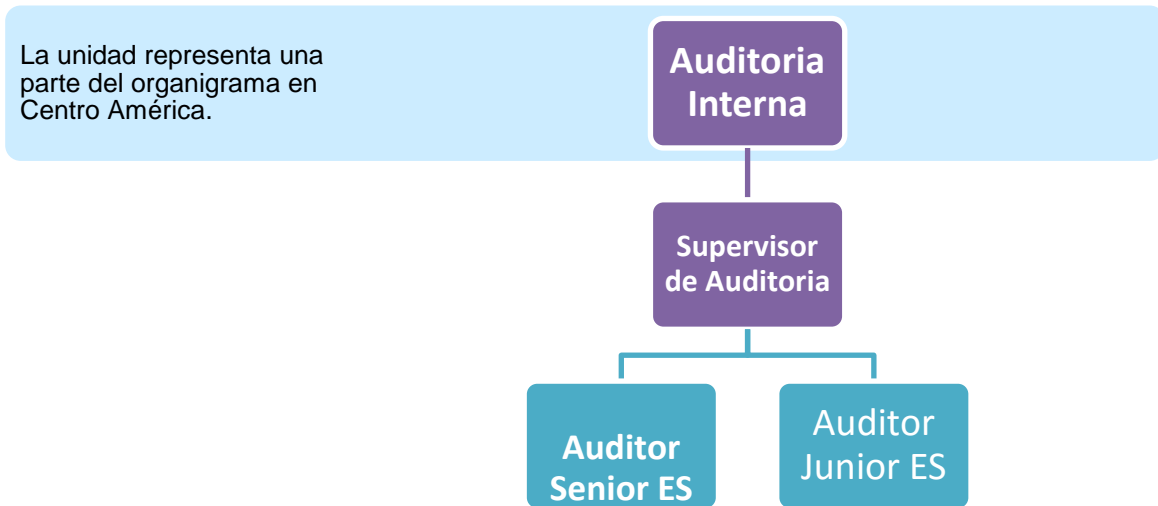 La unidad representa una
parte del organigrama en
Centro América.
Auditoria
Interna
Supervisor
de Auditoria
Auditor
Senior ES
Auditor
Junior ES